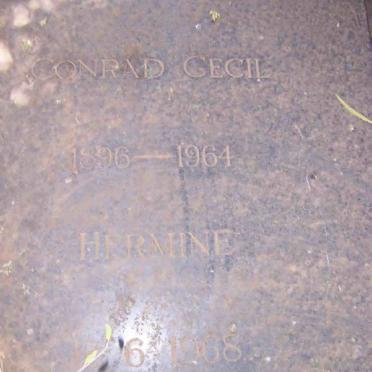 CONRAD CECIL
1896—1964
HERMINE
6 1968